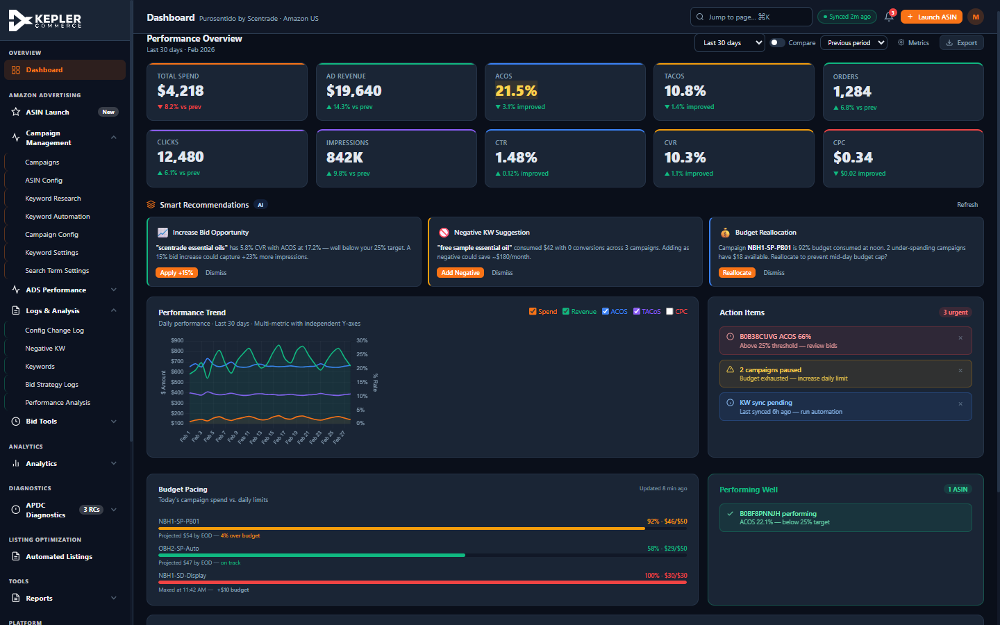 KEPLER
COMMERCE
OVERVIEW
Dashboard
AMAZON ADVERTISING
ASIN Launch New
Campaign
Management
Campaigns
ASIN Config
Keyword Research
Keyword Automation
Campaign Config
Keyword Settings
Search Term Settings
ADS Performance
Logs & Analysis
Config Change Log
Negative KW
Keywords
Bid Strategy Logs
Performance Analysis
Bid Tools
ANALYTICS
Analytics
DIAGNOSTICS
APDC
Diagnostics 3 RCs
LISTING OPTIMIZATION
Automated Listings
TOOLS
Reports
PLATFORM
Dashboard Purosentido by Scentrade · Amazon US
Jump to page... ⌘K
Synced 2m ago
3
+ Launch ASIN
M
Performance Overview
Last 30 days · Feb 2026
Last 30 days Compare Previous period Metrics Export
TOTAL SPEND
$4,218
▼ 8.2% vs prev
AD REVENUE
$19,640
▲ 14.3% vs prev
ACOS
21.5%
▼ 3.1% improved
TACOS
10.8%
▼ 1.4% improved
ORDERS
1,284
▲ 6.8% vs prev
CLICKS
12,480
▲ 6.1% vs prev
IMPRESSIONS
842K
▲ 9.8% vs prev
CTR
1.48%
▲ 0.12% improved
CVR
10.3%
▲ 1.1% improved
CPC
$0.34
▼ $0.02 improved
Smart Recommendations AI
Refresh
Increase Bid Opportunity
"scentrade essential oils" has 5.8% CVR with ACOS at 17.2% — well below your 25% target. A
15% bid increase could capture +23% more impressions.
Apply +15% Dismiss
Negative KW Suggestion
"free sample essential oil" consumed $42 with 0 conversions across 3 campaigns. Adding as
negative could save ~$180/month.
Add Negative Dismiss
Budget Reallocation
Campaign NBH1-SP-PB01 is 92% budget consumed at noon. 2 under-spending campaigns
have $18 available. Reallocate to prevent mid-day budget cap?
Reallocate Dismiss
Performance Trend
Daily performance · Last 30 days · Multi-metric with independent Y-axes
Spend Revenue ACOS TACoS CPC
$ Amount
$900
$800
$700
$600
$500
$400
$300
$200
$100
30%
25%
20%
15%
10%
5%
0%
% Rate
Feb 1 Feb 3 Feb 5 Feb 7 Feb 9 Feb 11 Feb 13 Feb 15 Feb 17 Feb 19 Feb 21 Feb 23 Feb 25 Feb 27
Action Items 3 urgent
B0B38C1JVG ACOS 66% ×
Above 25% threshold — review bids
2 campaigns paused ×
Budget exhausted — increase daily limit
KW sync pending ×
Last synced 6h ago — run automation
Budget Pacing Updated 8 min ago
Today's campaign spend vs. daily limits
NBH1-SP-PB01 92% · $46/$50
Projected $54 by EOD — 4% over budget
OBH2-SP-Auto 58% · $29/$50
Projected $47 by EOD — on track
NBH1-SD-Display 100% · $30/$30
Maxed at 11:42 AM — +$10 budget
Performing Well 1 ASIN
B0BF8PNNJH performing
ACOS 22.1% — below 25% target